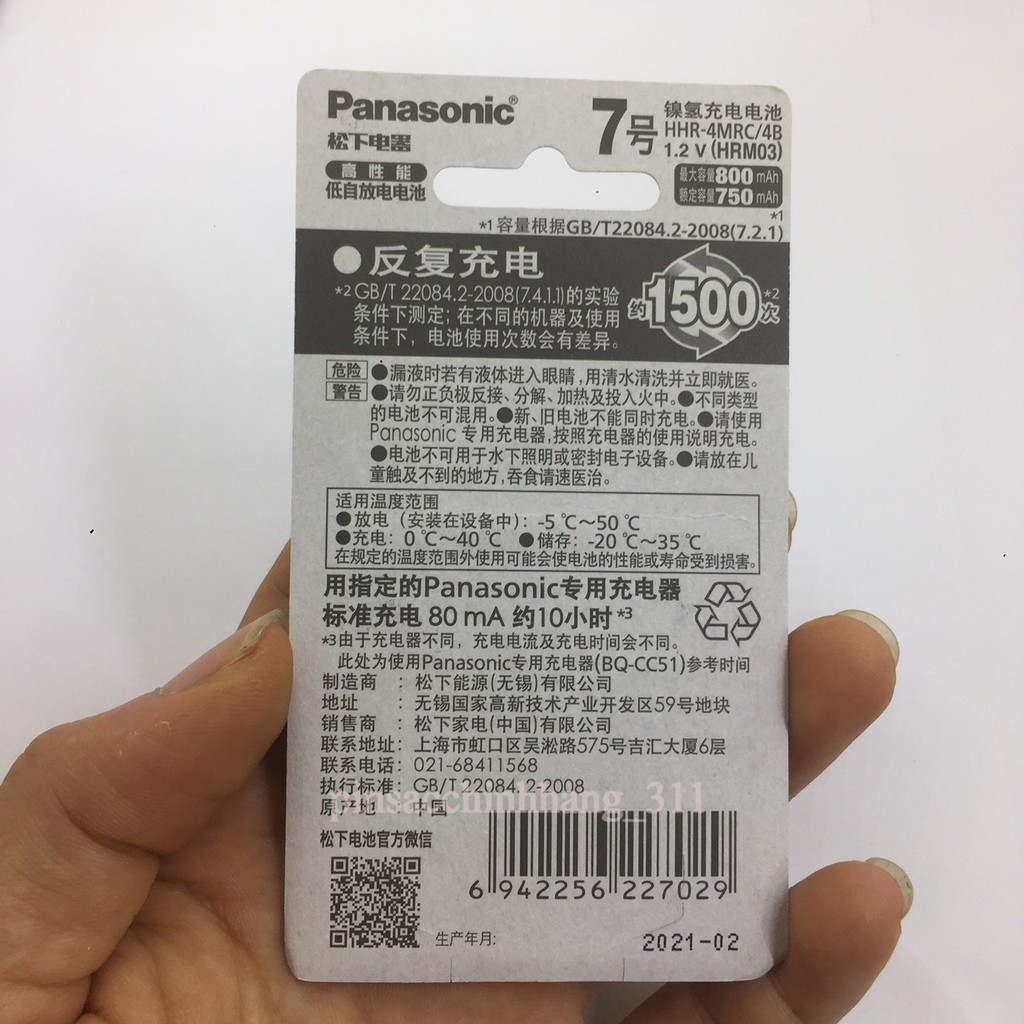 Panasonic®
松下电器
高性能
低自放电电池
7号
镍氢充电电池
HHR-4MRC/4B
1.2 V (HRM03)
最大容量800 mAh
额定容量750 mAh
*1
*1 容量根据GB/T22084.2-2008(7.2.1)
●反复充电
*2 GB/T 22084.2-2008(7.4.1.1)的实验
条件下测定; 在不同的机器及使用
条件下，电池使用次数会有差异。
约1500次*2
危险 ●漏液时若有液体进入眼睛,用清水清洗并立即就医。
警告 ●请勿正负极反接、分解、加热及投入火中。●不同类型
的电池不可混用。●新、旧电池不能同时充电。●请使用
Panasonic 专用充电器,按照充电器的使用说明充电。
●电池不可用于水下照明或密封电子设备。●请放在儿
童触及不到的地方,吞食请速医治。
适用温度范围
●放电（安装在设备中）: -5 ℃～50 ℃
●充电: 0 ℃～40 ℃ ●储存: -20 ℃～35 ℃
在规定的温度范围外使用可能会使电池的性能或寿命受到损害。
用指定的Panasonic专用充电器
标准充电 80 mA 约10小时*3
*3由于充电器不同，充电电流及充电时间会不同。
此处为使用Panasonic专用充电器(BQ-CC51)参考时间
制造商 : 松下能源(无锡)有限公司
地址 : 无锡国家高新技术产业开发区59号地块
销售商 : 松下家电(中国)有限公司
联系地址: 上海市虹口区吴淞路575号吉汇大厦6层
联系电话: 021-68411568
执行标准: GB/T 22084.2-2008
原产地 : 中国
pinsacchinhhang_311
松下电池官方微信
6 942256 227029
生产年月:
2021-02